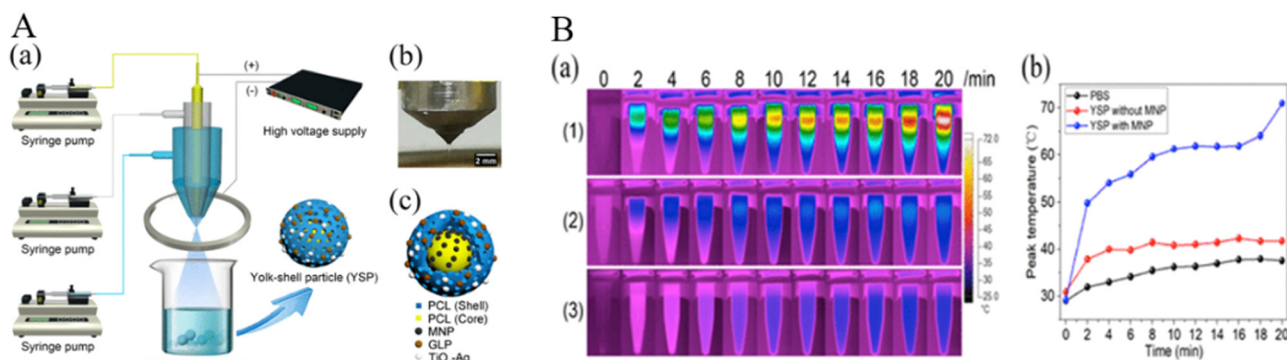 A
(a)
Syringe pump
Syringe pump
Syringe pump
(+)
(-)
High voltage supply
Yolk-shell particle (YSP)
(b)
2 mm
(c)
PCL (Shell)
PCL (Core)
MNP
GLP
TiO -Ag
B
(a)
0 2 4 6 8 10 12 14 16 18 20 /min
(1)
(2)
(3)
72.0
65
60
55
50
45
40
35
30
25.0
°C
(b)
PBS
YSP without MNP
YSP with MNP
Peak temperature (℃)
70
60
50
40
30
0 2 4 6 8 10 12 14 16 18 20
Time (min)